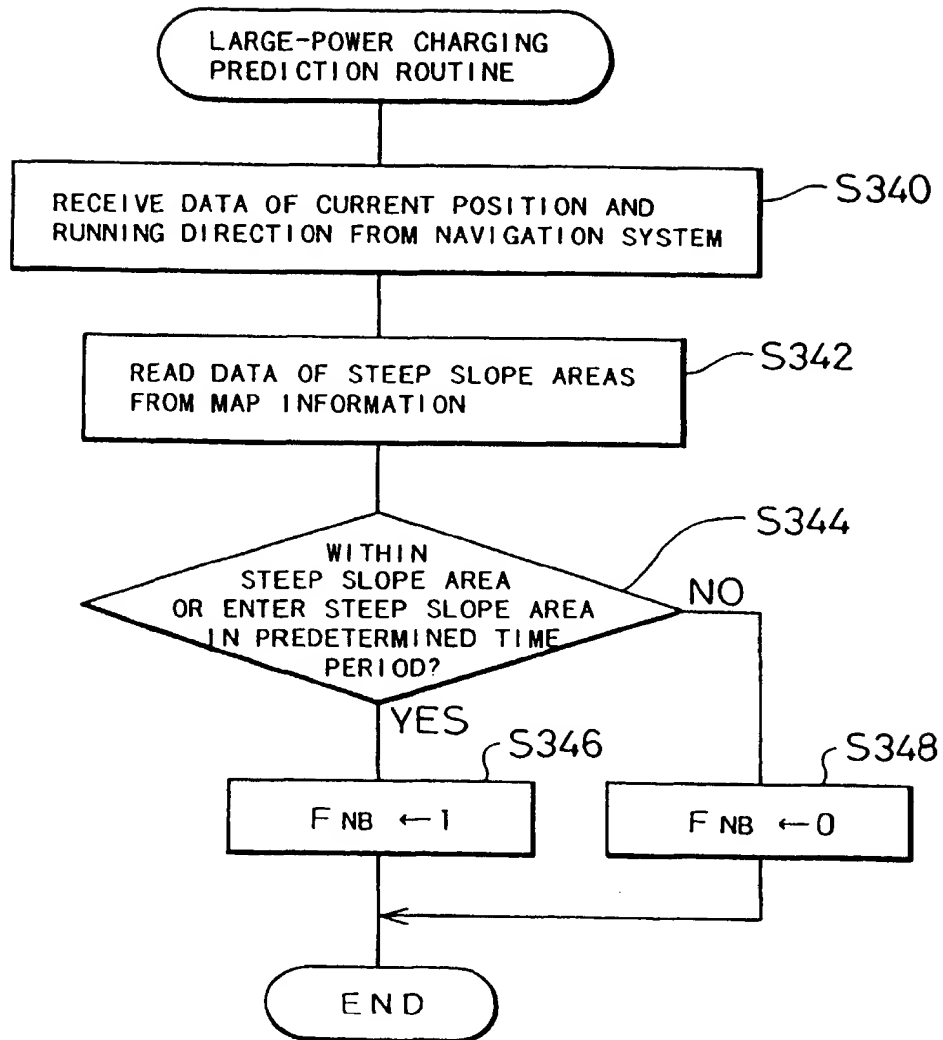 LARGE-POWER CHARGING
PREDICTION ROUTINE
S340
RECEIVE DATA OF CURRENT POSITION AND
RUNNING DIRECTION FROM NAVIGATION SYSTEM
S342
READ DATA OF STEEP SLOPE AREAS
FROM MAP INFORMATION
S344
WITHIN
STEEP SLOPE AREA
OR ENTER STEEP SLOPE AREA
IN PREDETERMINED TIME
PERIOD?
NO
YES
S346
S348
F NB ←1
F NB ←0
END